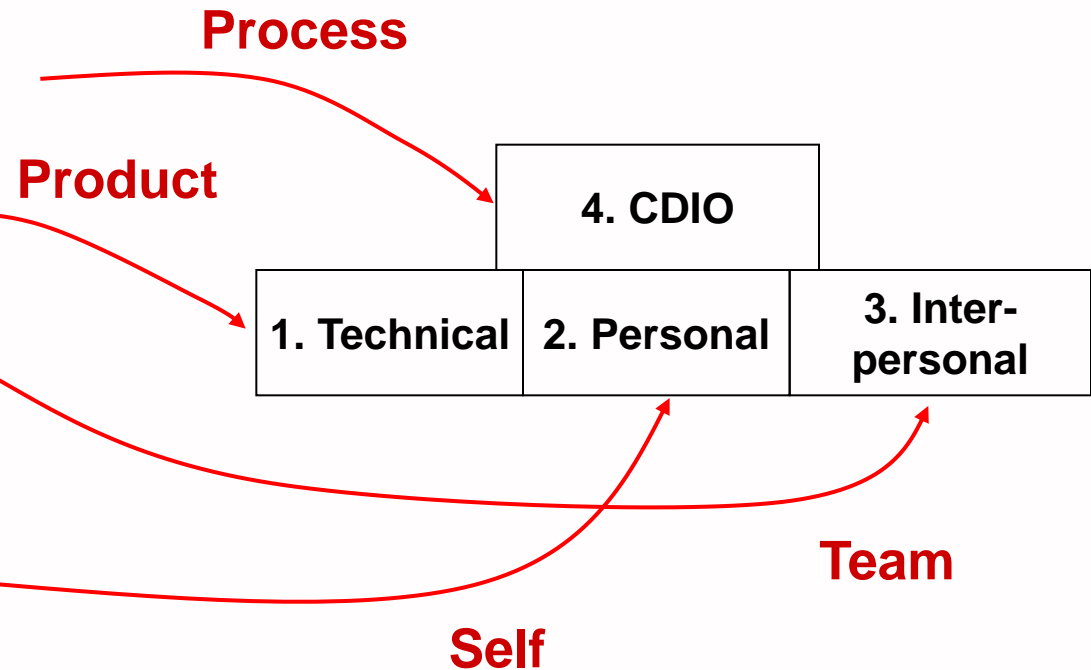 Process
Product
4. CDIO
1. Technical
2. Personal
3. Inter-
personal
Team
Self